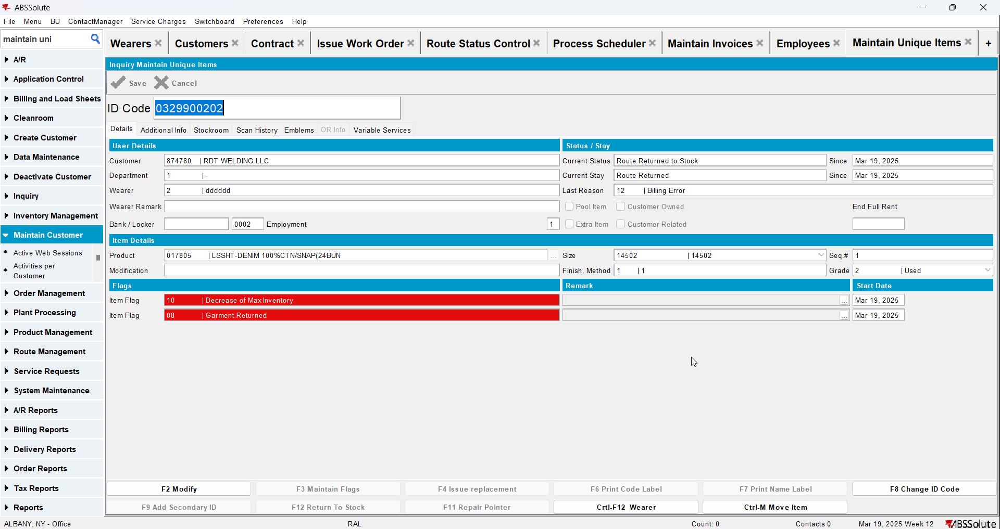 ABSSolute
File Menu BU ContactManager Service Charges Switchboard Preferences Help
maintain uni
Wearers Customers Contract Issue Work Order Route Status Control Process Scheduler Maintain Invoices Employees Maintain Unique Items +
A/R
Application Control
Billing and Load Sheets
Cleanroom
Create Customer
Data Maintenance
Deactivate Customer
Inquiry
Inventory Management
Maintain Customer
Active Web Sessions
Activities per
Customer
Order Management
Plant Processing
Product Management
Route Management
Service Requests
System Maintenance
A/R Reports
Billing Reports
Delivery Reports
Order Reports
Tax Reports
Reports
Inquiry Maintain Unique Items
Save Cancel
ID Code 0329900202
Details Additional Info Stockroom Scan History Emblems OR Info Variable Services
User Details
Customer 874780 | RDT WELDING LLC
Department 1 | -
Wearer 2 | dddddd
Wearer Remark
Bank / Locker 0002 Employment 1
Status / Stay
Current Status Route Returned to Stock Since Mar 19, 2025
Current Stay Route Returned Since Mar 19, 2025
Last Reason 12 | Billing Error
Pool Item Customer Owned End Full Rent
Extra Item Customer Related
Item Details
Product 017805 | LSSHT-DENIM 100%CTN/SNAP(24BUN ... Size 14502 | 14502 Seq.# 1
Modification Finish. Method 1 | 1 Grade 2 | Used
Flags Remark Start Date
Item Flag 10 | Decrease of Max Inventory ... Mar 19, 2025
Item Flag 08 | Garment Returned ... Mar 19, 2025
F2 Modify F3 Maintain Flags F4 Issue replacement F6 Print Code Label F7 Print Name Label F8 Change ID Code
F9 Add Secondary ID F12 Return To Stock F11 Repair Pointer Crtl-F12 Wearer Ctrl-M Move Item
ALBANY, NY - Office RAL Count: 0 Contacts 0 Mar 19, 2025 Week 12 ABSSolute